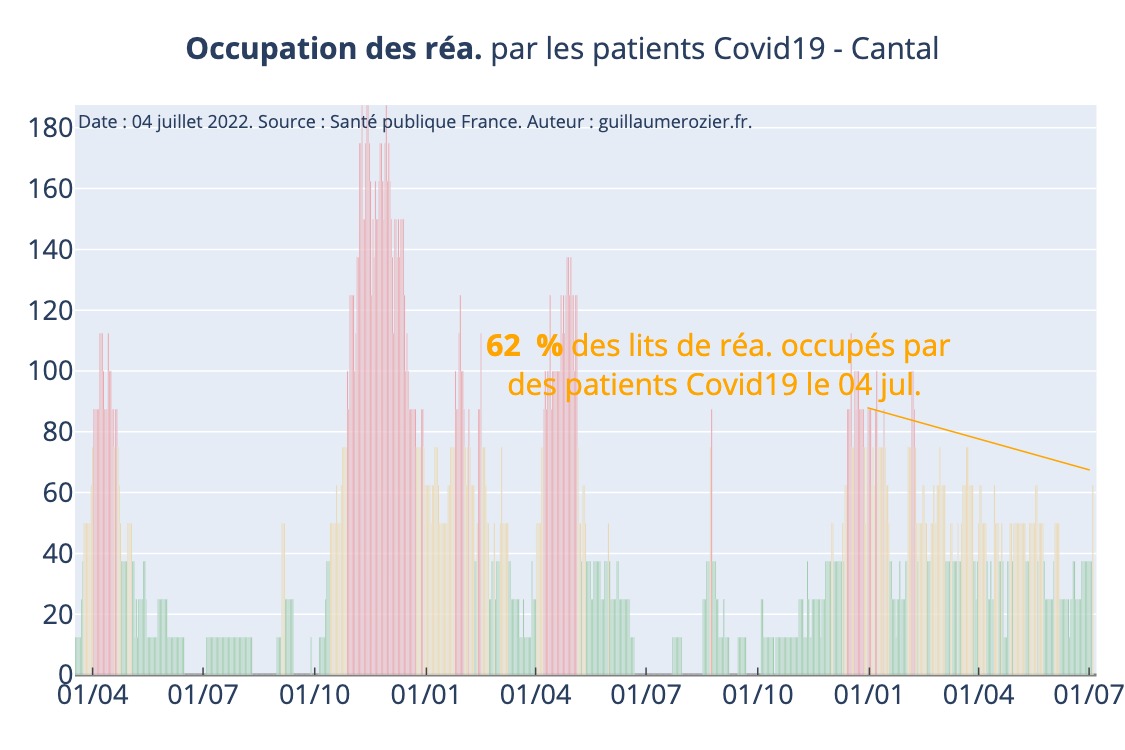 Occupation des réa. par les patients Covid19 - Cantal
Date : 04 juillet 2022. Source : Santé publique France. Auteur : guillaumerozier.fr.
180
160
140
120
100
80
60
40
20
0
62 % des lits de réa. occupés par
des patients Covid19 le 04 jul.
01/04 01/07 01/10 01/01 01/04 01/07 01/10 01/01 01/04 01/07